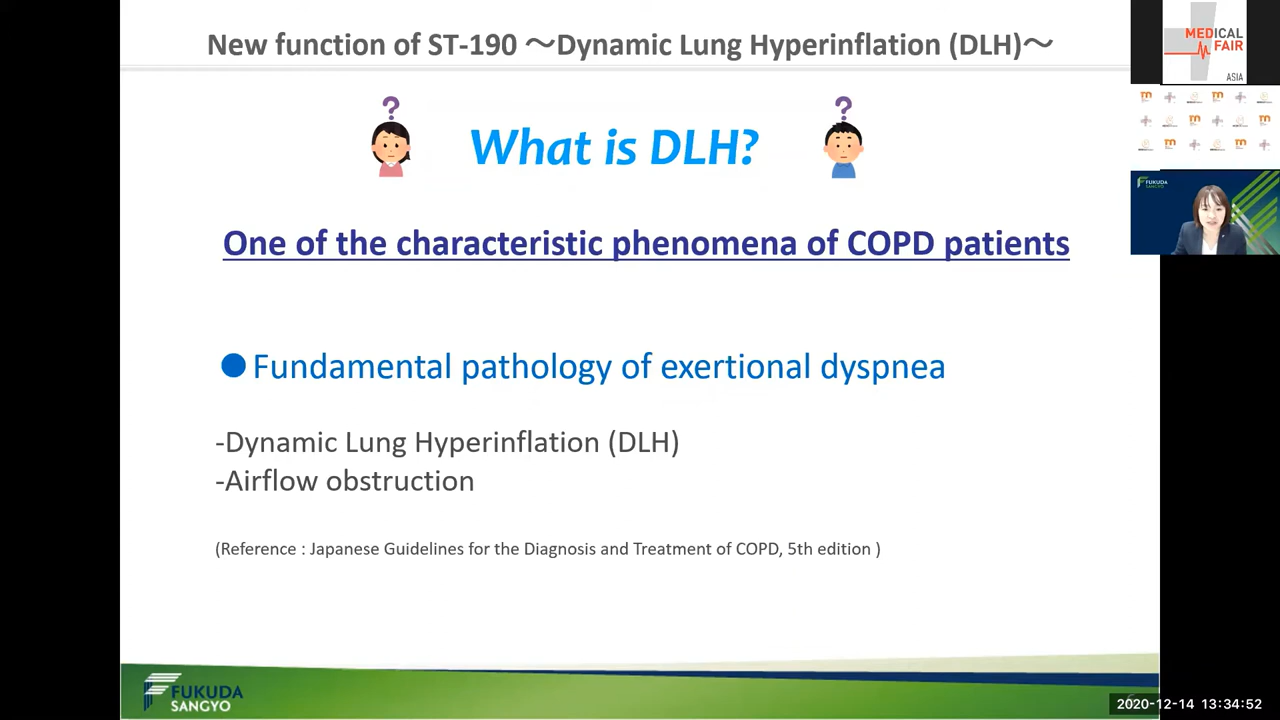 New function of ST-190 ～Dynamic Lung Hyperinflation (DLH)～
? ?
What is DLH?
One of the characteristic phenomena of COPD patients
●Fundamental pathology of exertional dyspnea
-Dynamic Lung Hyperinflation (DLH)
-Airflow obstruction
(Reference : Japanese Guidelines for the Diagnosis and Treatment of COPD, 5th edition )
FUKUDA
SANGYO
MEDICAL
FAIR
ASIA
FUKUDA
SANGYO
2020-12-14 13:34:52